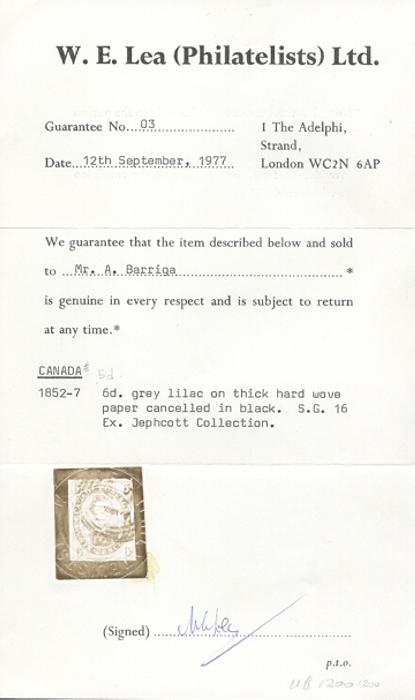 W. E. Lea (Philatelists) Ltd.
Guarantee No. 03
1 The Adelphi,
Strand,
Date 12th September, 1977
London WC2N 6AP
We guarantee that the item described below and sold
to Mr. A. Barriga *
is genuine in every respect and is subject to return
at any time.*
CANADA 5d
1852-7 6d. grey lilac on thick hard wove
paper cancelled in black. S.G. 16
Ex. Jephcott Collection.
(Signed)
p.t.o.
1200 1200